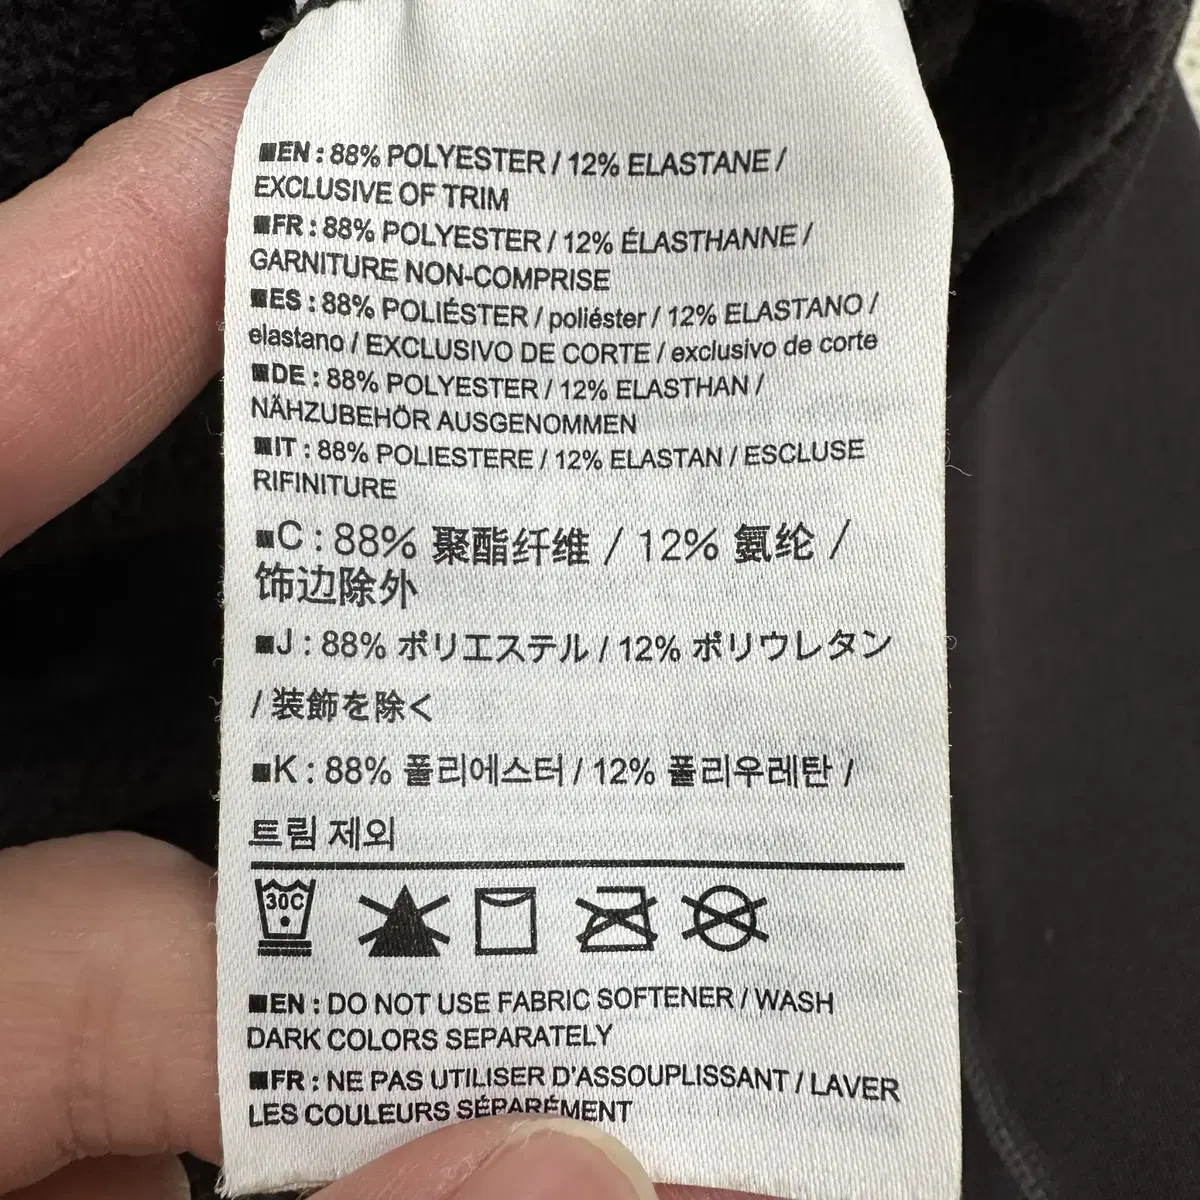 ■EN : 88% POLYESTER / 12% ELASTANE /
EXCLUSIVE OF TRIM
■FR : 88% POLYESTER / 12% ÉLASTHANNE /
GARNITURE NON-COMPRISE
■ES : 88% POLIÉSTER / poliéster / 12% ELASTANO /
elastano / EXCLUSIVO DE CORTE / exclusivo de corte
■DE : 88% POLYESTER / 12% ELASTHAN /
NÄHZUBEHÖR AUSGENOMMEN
■IT : 88% POLIESTERE / 12% ELASTAN / ESCLUSE
RIFINITURE
■C : 88% 聚酯纤维 / 12% 氨纶 /
饰边除外
■J : 88% ポリエステル / 12% ポリウレタン
/ 装飾を除く
■K : 88% 폴리에스터 / 12% 폴리우레탄 /
트림 제외
30C
■EN : DO NOT USE FABRIC SOFTENER / WASH
DARK COLORS SEPARATELY
■FR : NE PAS UTILISER D'ASSOUPLISSANT / LAVER
LES COULEURS SÉPARÉMENT